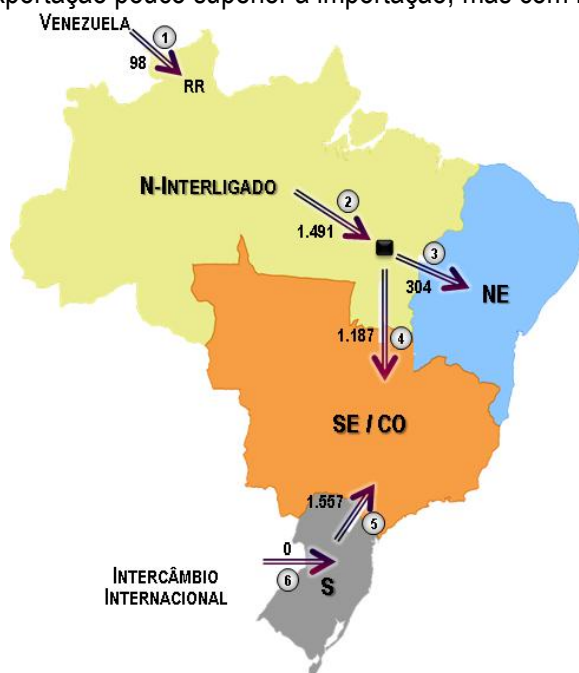 xportação pouco superior à importação, mas com
VENEZUELA
1
98
RR
N-INTERLIGADO
2
1.491
3
304
NE
1.187
4
SE / CO
1.557
5
0
6
S
INTERCÂMBIO
INTERNACIONAL